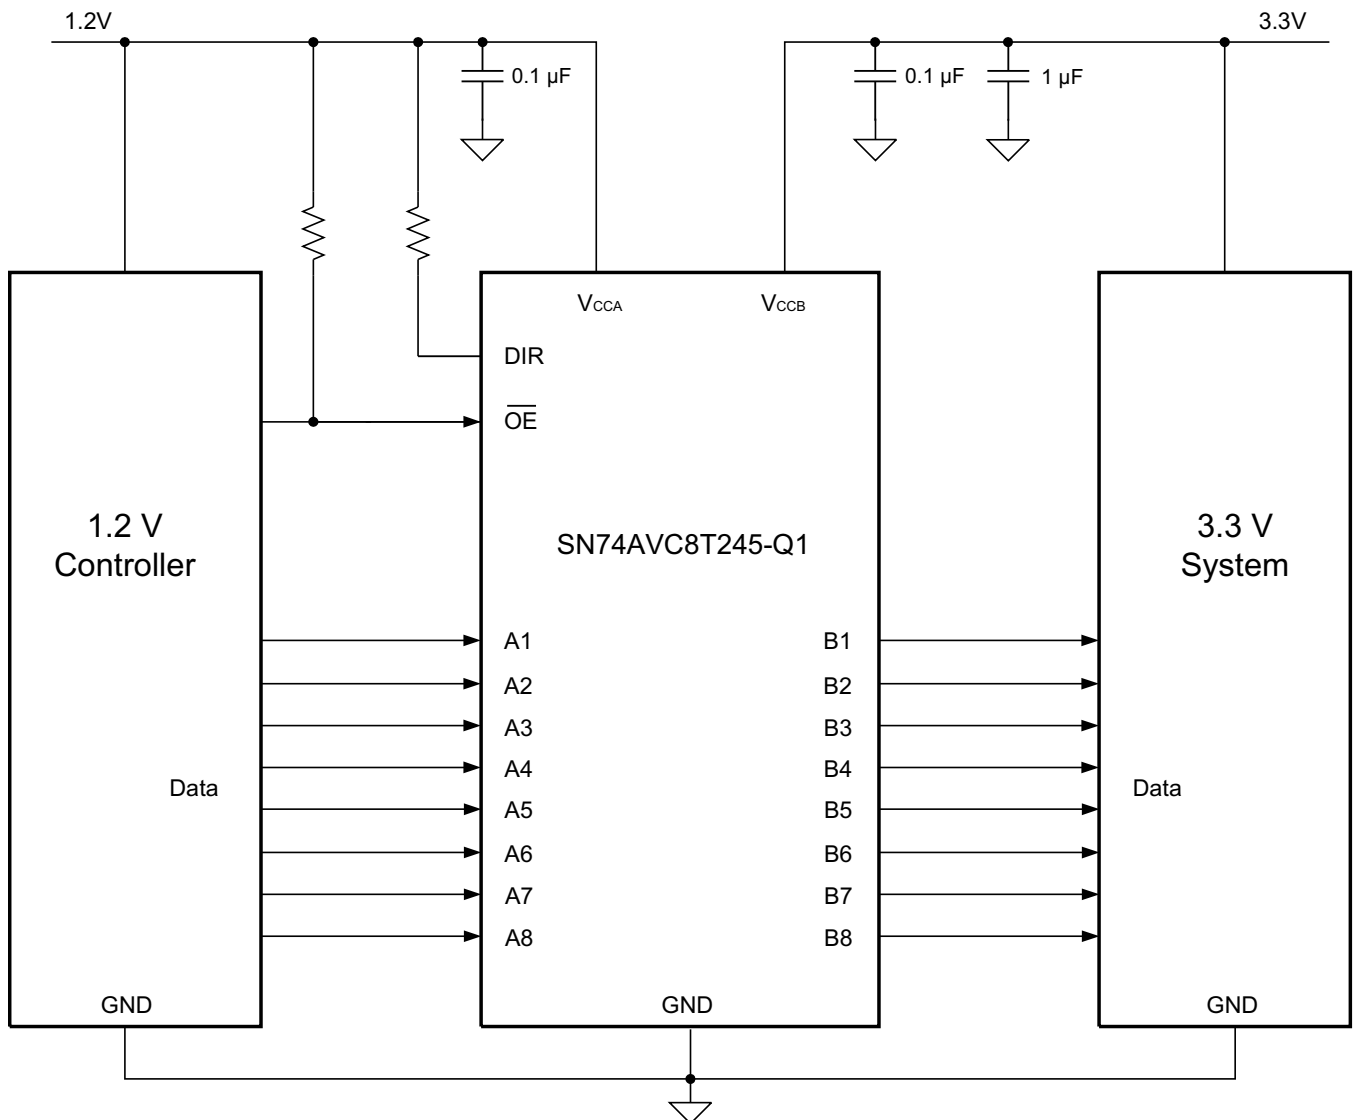 1.2V
3.3V
0.1 µF
0.1 µF
1 µF
VCCA
VCCB
DIR
OE
1.2 V
Controller
SN74AVC8T245-Q1
3.3 V
System
A1
B1
A2
B2
A3
B3
A4
B4
Data
Data
A5
B5
A6
B6
A7
B7
A8
B8
GND
GND
GND